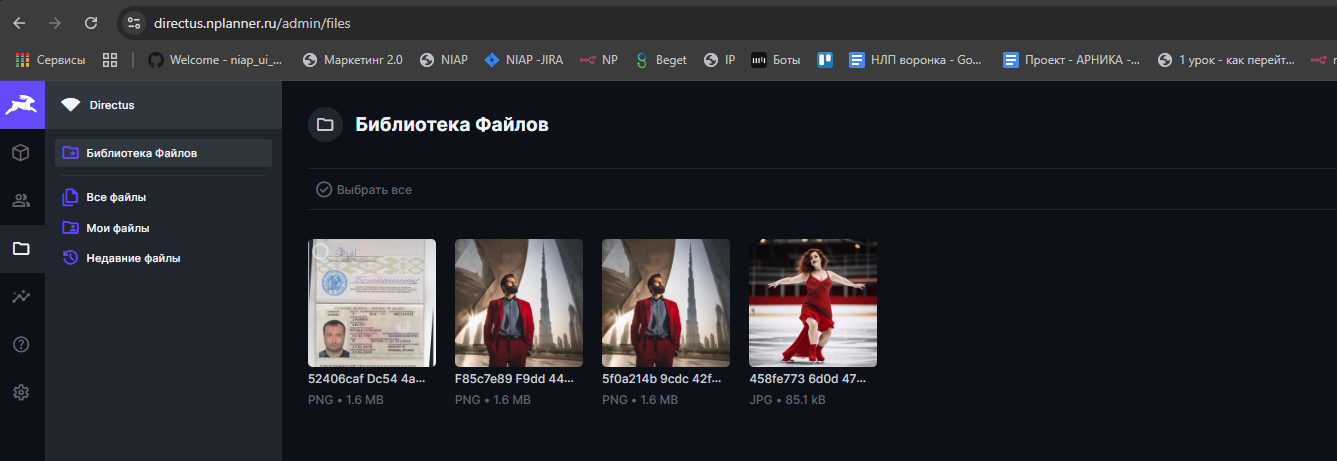 directus.nplanner.ru/admin/files
Сервисы
Welcome - niap_ui_...
Маркетинг 2.0
NIAP
NIAP -JIRA
NP
Beget
IP
Боты
НЛП воронка - Go...
Проект - АРНИКА -...
1 урок - как перейт...
Directus
Библиотека Файлов
Библиотека Файлов
Все файлы
Мои файлы
Недавние файлы
Выбрать все
52406caf Dc54 4a...
F85c7e89 F9dd 44...
5f0a214b 9cdc 42f...
458fe773 6d0d 47...
PNG • 1.6 MB
PNG • 1.6 MB
PNG • 1.6 MB
JPG • 85.1 kB